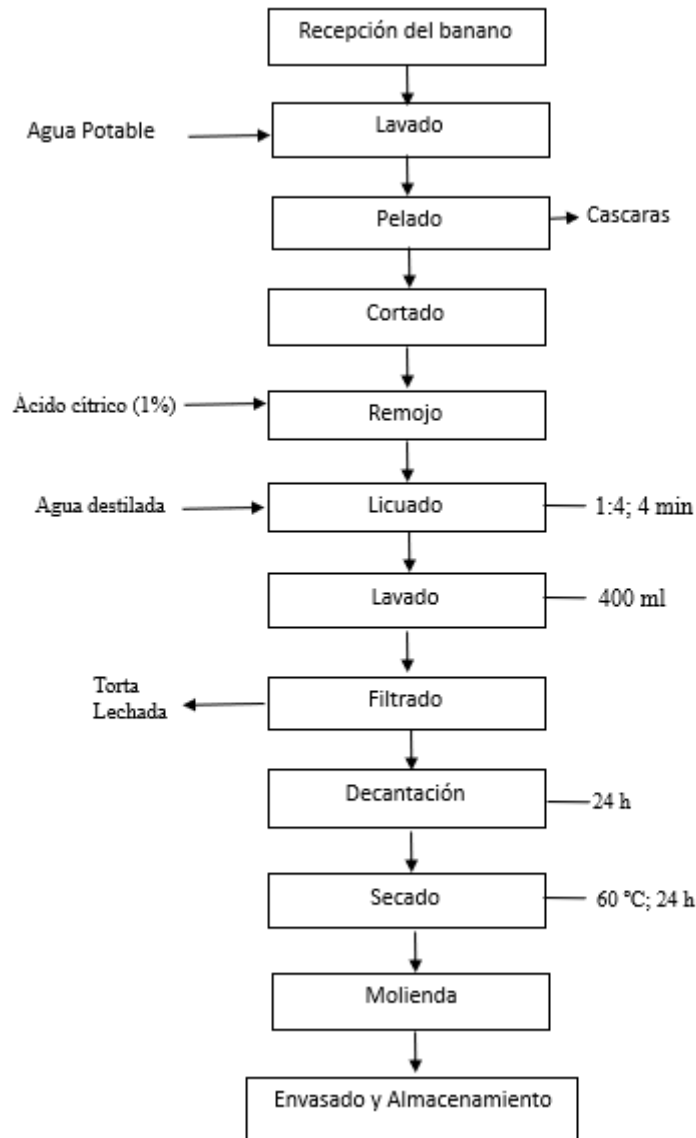 Recepción del banano
Agua Potable
Lavado
Pelado
Cascaras
Cortado
Ácido cítrico (1%)
Remojo
Agua destilada
Licuado
1:4; 4 min
Lavado
400 ml
Torta
Lechada
Filtrado
Decantación
24 h
Secado
60 °C; 24 h
Molienda
Envasado y Almacenamiento